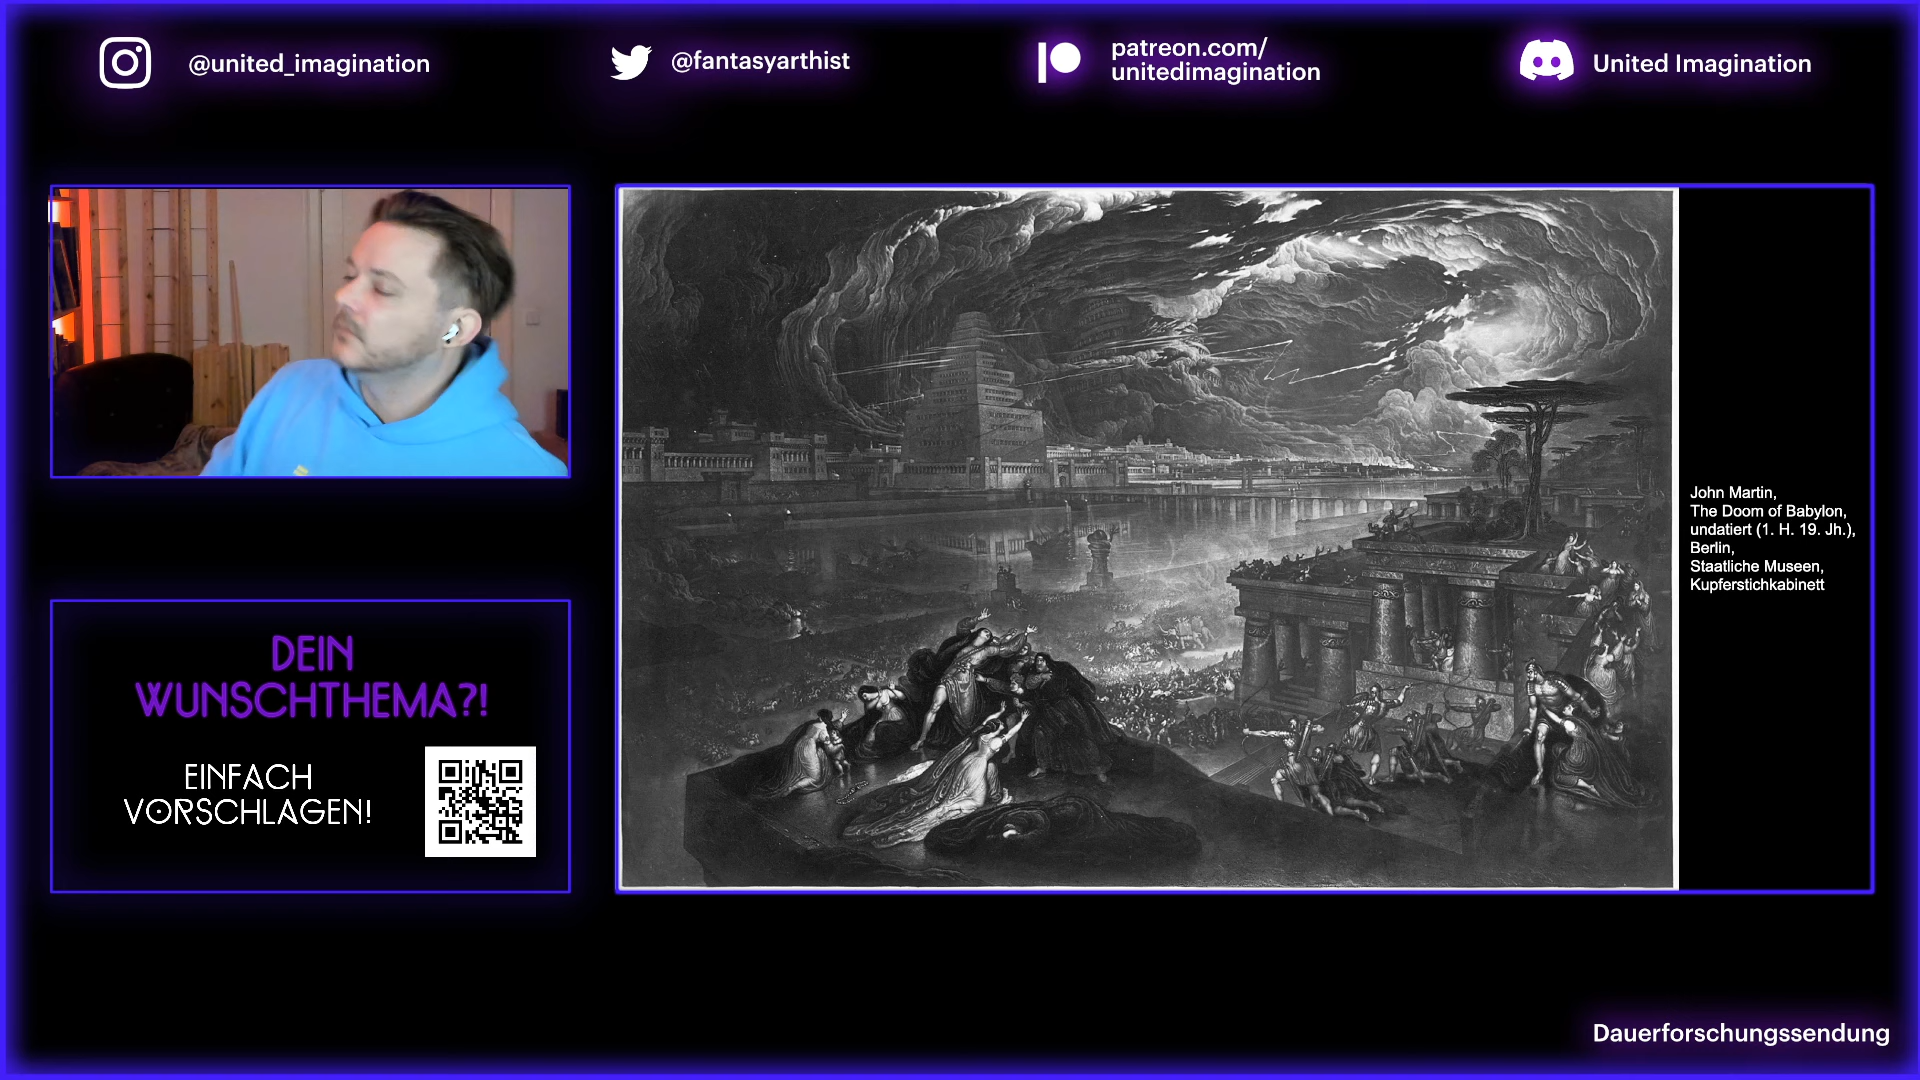 @united_imagination
@fantasyarthist
patreon.com/
unitedimagination
United Imagination
John Martin,
The Doom of Babylon,
undatiert (1. H. 19. Jh.),
Berlin,
Staatliche Museen,
Kupferstichkabinett
DEIN
WUNSCHTHEMA?!
EINFACH
VORSCHLAGEN!
Dauerforschungssendung